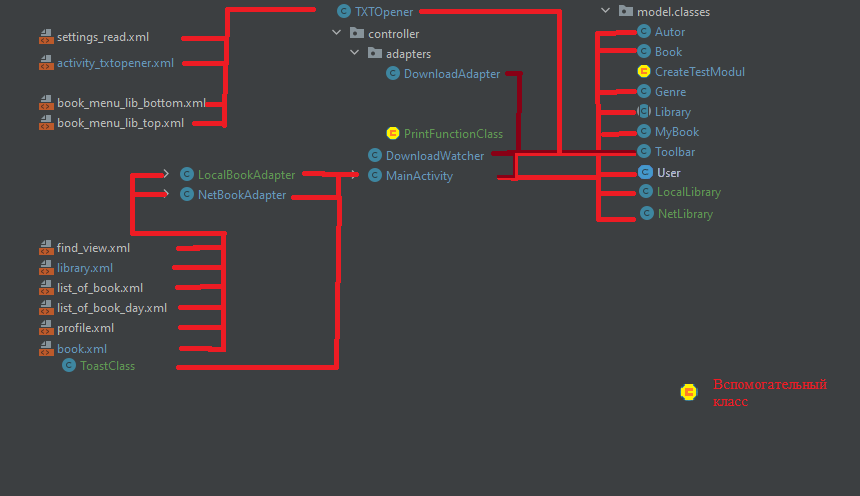 TXTOpener
model.classes
settings_read.xml
controller
Autor
activity_txtopener.xml
adapters
Book
DownloadAdapter
CreateTestModul
book_menu_lib_bottom.xml
Genre
book_menu_lib_top.xml
Library
PrintFunctionClass
MyBook
DownloadWatcher
Toolbar
LocalBookAdapter
MainActivity
User
NetBookAdapter
LocalLibrary
NetLibrary
find_view.xml
library.xml
list_of_book.xml
list_of_book_day.xml
profile.xml
book.xml
ToastClass
Вспомогательный
класс